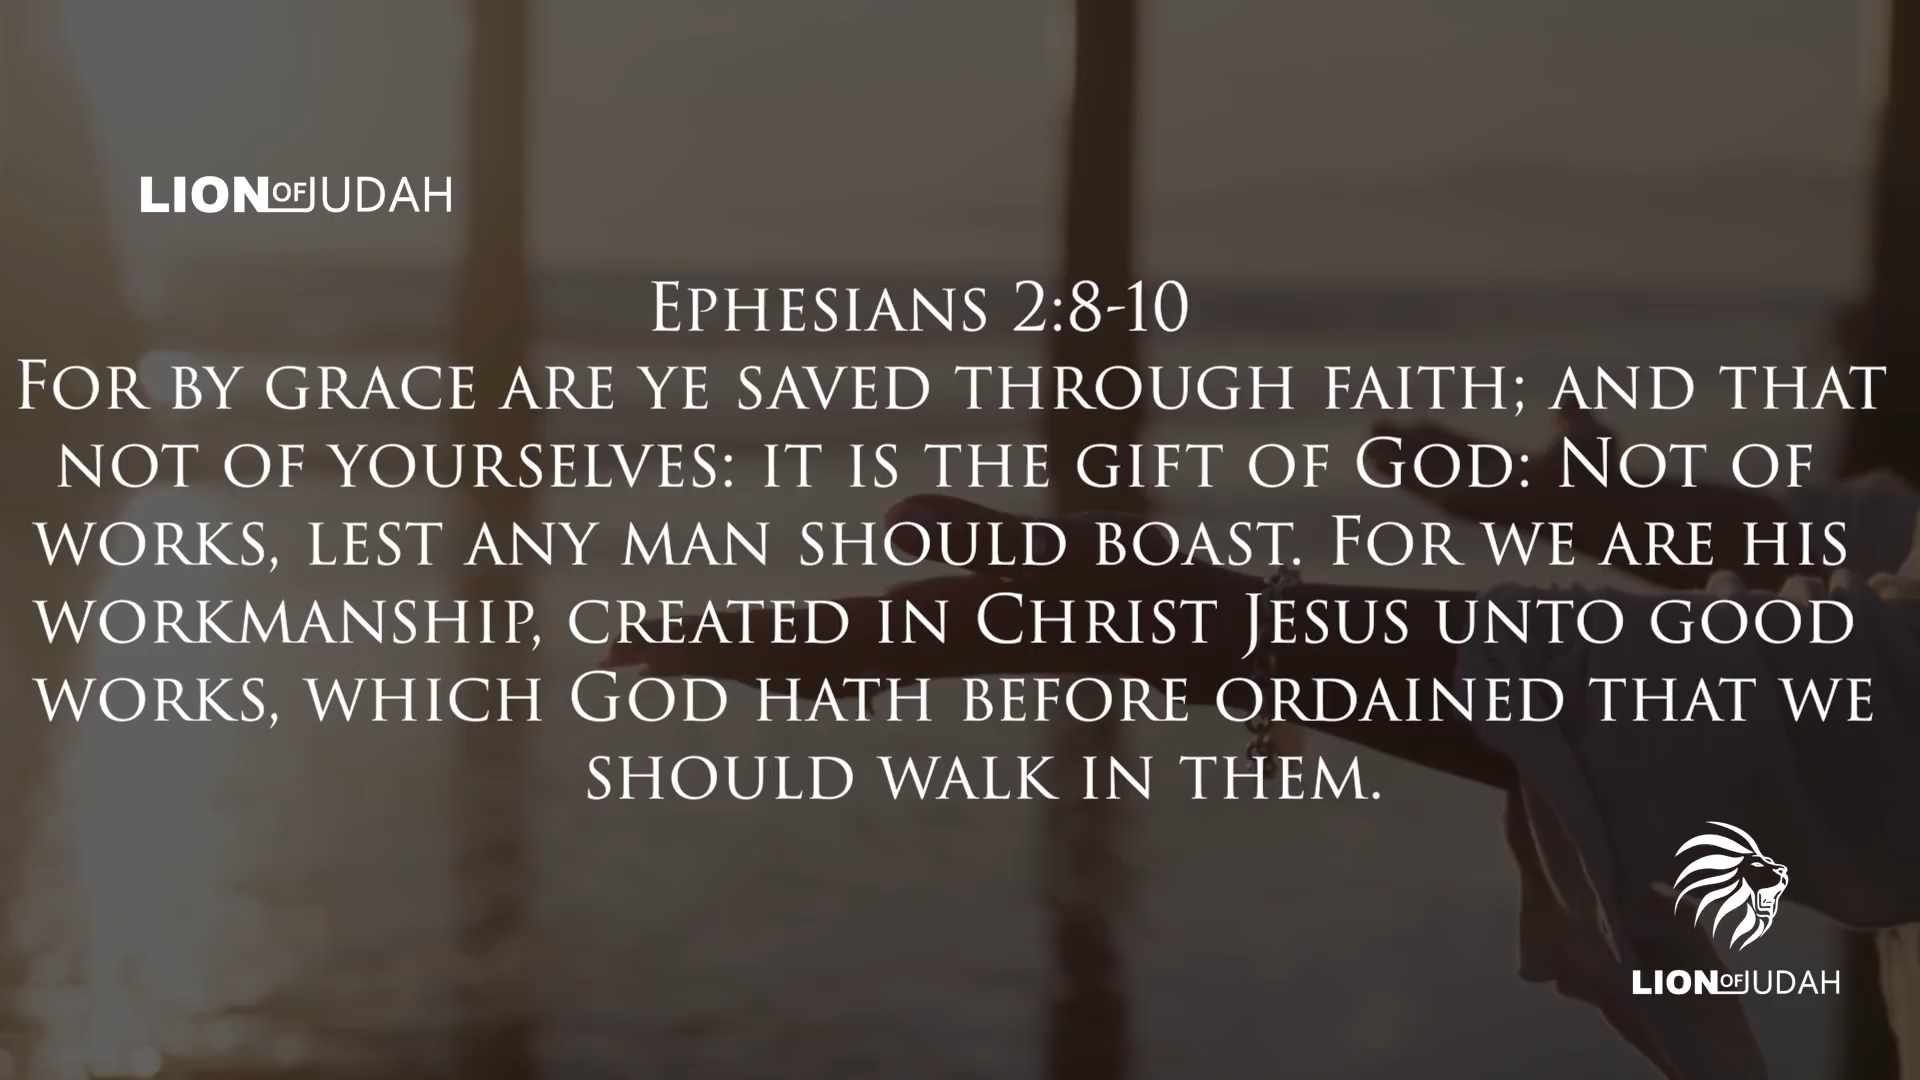 LION OF JUDAH
Ephesians 2:8-10
For by grace are ye saved through faith; and that
not of yourselves: it is the gift of God: Not of
works, lest any man should boast. For we are his
workmanship, created in Christ Jesus unto good
works, which God hath before ordained that we
should walk in them.
LION OF JUDAH